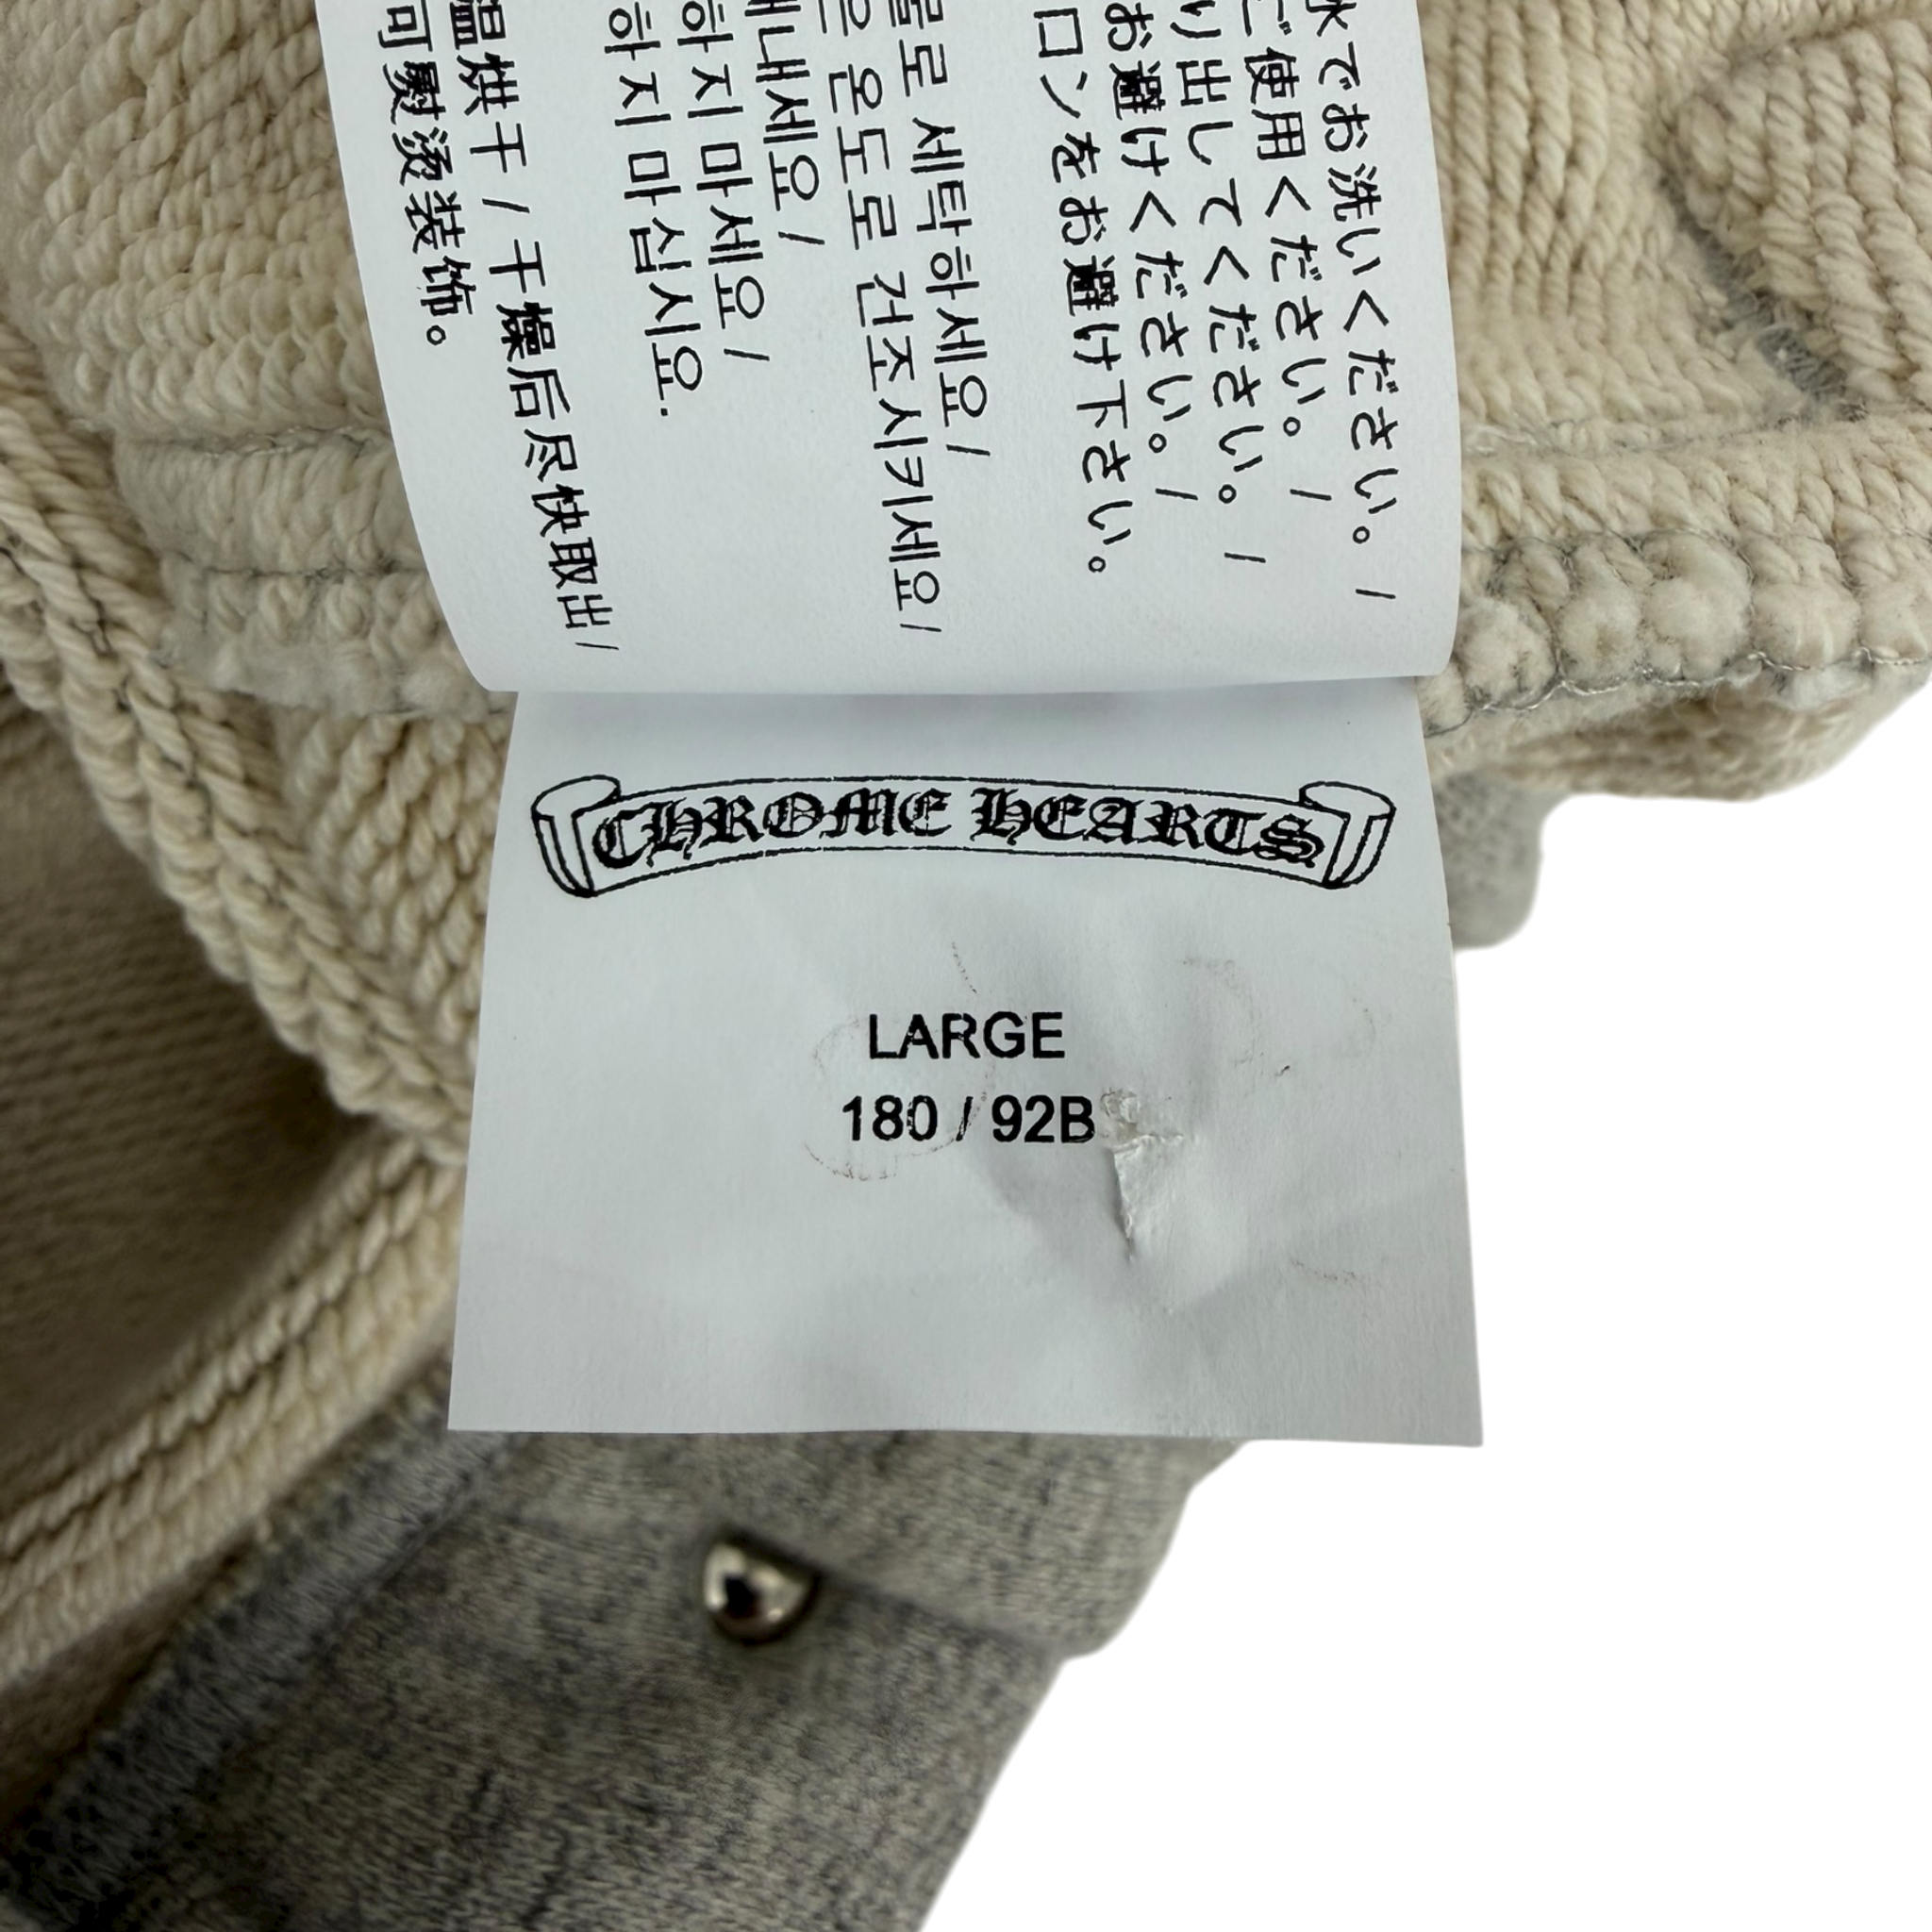 水でお洗いください。 /
ご使用ください。 /
り出してください。 /
お避けください。 /
ロンをお避け下さい。
물로 세탁하세요 /
은 온도로 건조시키세요 /
내세요 /
하지 마세요 /
하지 마십시요.
温烘干 / 干燥后尽快取出 /
可熨烫装饰。
CHROME HEARTS
LARGE
180 / 92B